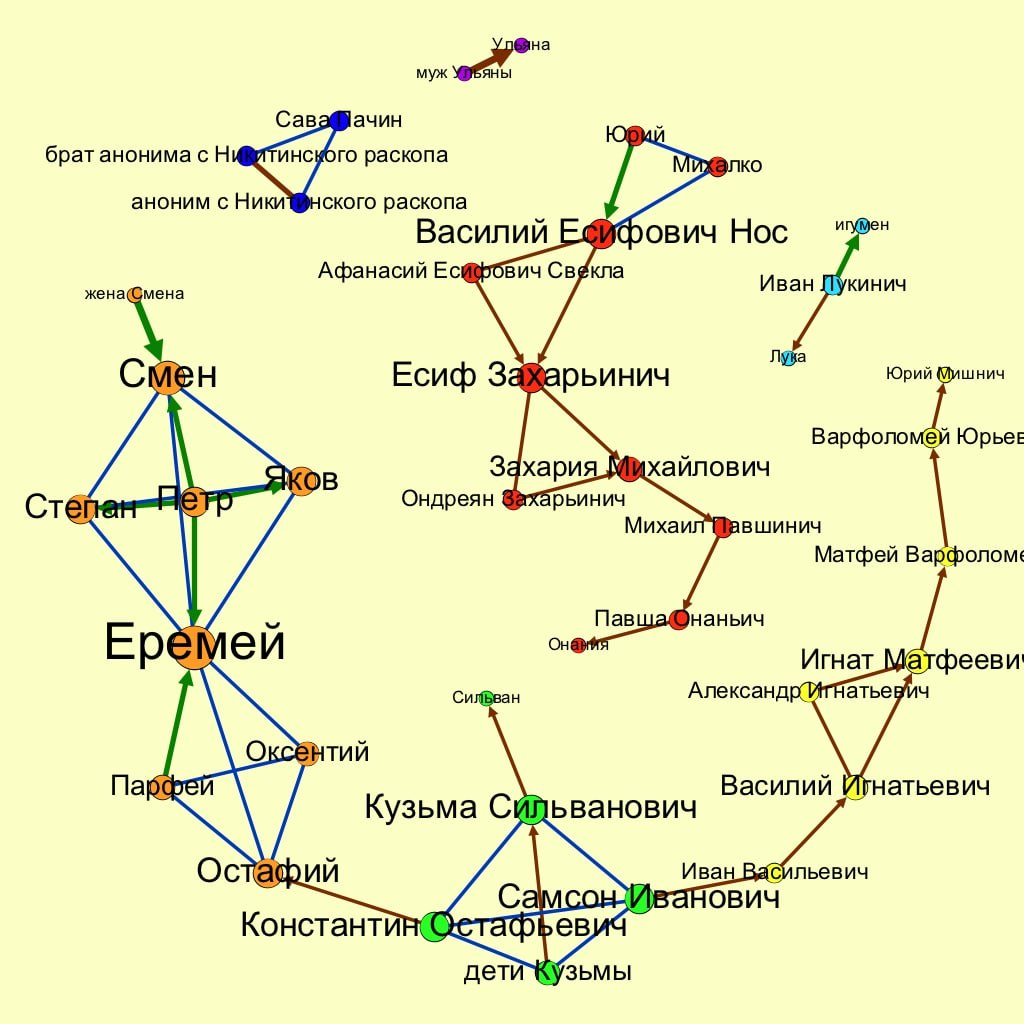 Ульяна
муж Ульяны
Сава Пачин
Юрий
брат анонима с Никитинского раскопа
Михалко
аноним с Никитинского раскопа
игумен
Василий Есифович Нос
Афанасий Есифович Свекла
Иван Лукинич
жена Смена
Лука
Смен
Есиф Захарьинич
Юрий Мишнич
Варфоломей Юрьев
Захария Михайлович
Яков
Степан
Петр
Ондреян Захарьинич
Михаил Павшинич
Матфей Варфоломе
Павша Онаньич
Еремей
Онания
Игнат Матфеевич
Александр Игнатьевич
Сильван
Оксентий
Парфей
Василий Игнатьевич
Кузьма Сильванович
Остафий
Иван Васильевич
Самсон Иванович
Константин Остафьевич
дети Кузьмы